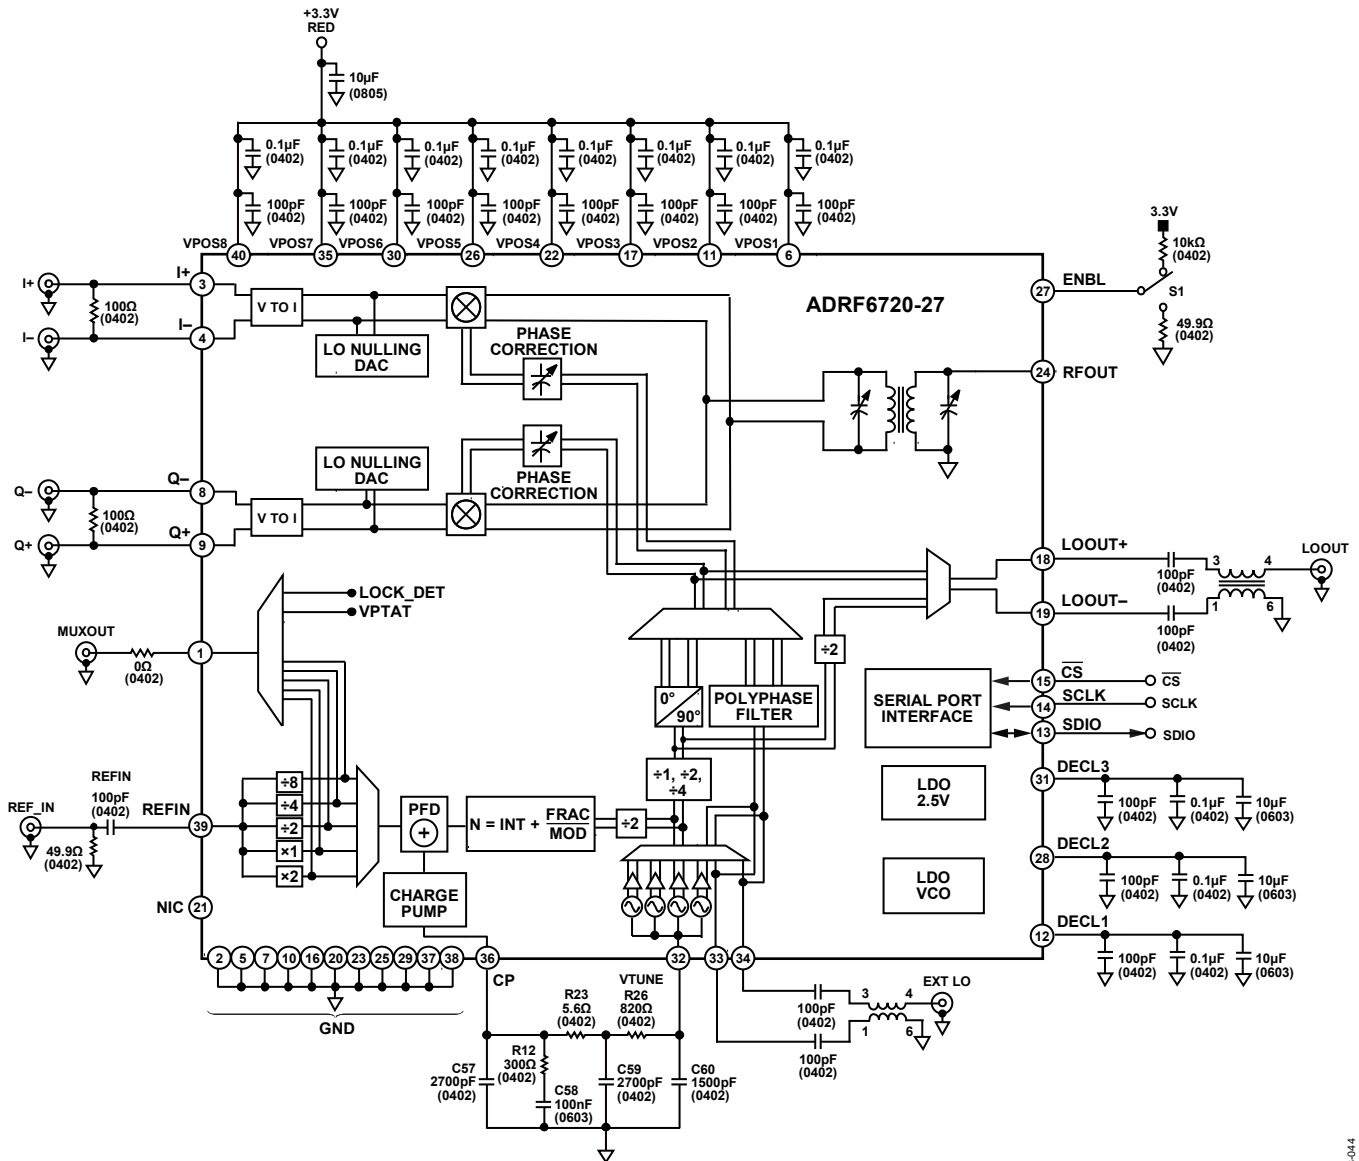 +3.3V
RED
10µF
(0805)
0.1µF
(0402)
0.1µF
(0402)
0.1µF
(0402)
0.1µF
(0402)
0.1µF
(0402)
0.1µF
(0402)
0.1µF
(0402)
0.1µF
(0402)
100pF
(0402)
100pF
(0402)
100pF
(0402)
100pF
(0402)
100pF
(0402)
100pF
(0402)
100pF
(0402)
100pF
(0402)
VPOS8
VPOS7
VPOS6
VPOS5
VPOS4
VPOS3
VPOS2
VPOS1
40
35
30
26
22
17
11
6
3.3V
10kΩ
(0402)
S1
49.9Ω
(0402)
27
ENBL
ADRF6720-27
I+
I+
3
100Ω
(0402)
I–
I–
4
V TO I
LO NULLING
DAC
PHASE
CORRECTION
24
RFOUT
LO NULLING
DAC
PHASE
CORRECTION
Q–
Q–
8
100Ω
(0402)
Q+
Q+
9
V TO I
18
LOOUT+
100pF
(0402)
3
4
LOOUT
19
LOOUT–
100pF
(0402)
1
6
LOCK_DET
VPTAT
MUXOUT
0Ω
(0402)
1
÷2
0°
90°
POLYPHASE
FILTER
SERIAL PORT
INTERFACE
15
CS
CS
14
SCLK
SCLK
13
SDIO
SDIO
÷1, ÷2,
÷4
LDO
2.5V
31
DECL3
100pF
(0402)
0.1µF
(0402)
10µF
(0603)
REFIN
100pF
(0402)
REF_IN
49.9Ω
(0402)
REFIN
39
÷8
÷4
÷2
×1
×2
PFD
+
N = INT +
FRAC
MOD
÷2
CHARGE
PUMP
LDO
VCO
28
DECL2
100pF
(0402)
0.1µF
(0402)
10µF
(0603)
NIC
21
12
DECL1
100pF
(0402)
0.1µF
(0402)
10µF
(0603)
2
5
7
10
16
20
23
25
29
37
38
36
32
33
34
GND
CP
VTUNE
R23
5.6Ω
(0402)
R26
820Ω
(0402)
R12
300Ω
(0402)
C57
2700pF
(0402)
C58
100nF
(0603)
C59
2700pF
(0402)
C60
1500pF
(0402)
100pF
(0402)
100pF
(0402)
3
4
1
6
EXT LO
-044